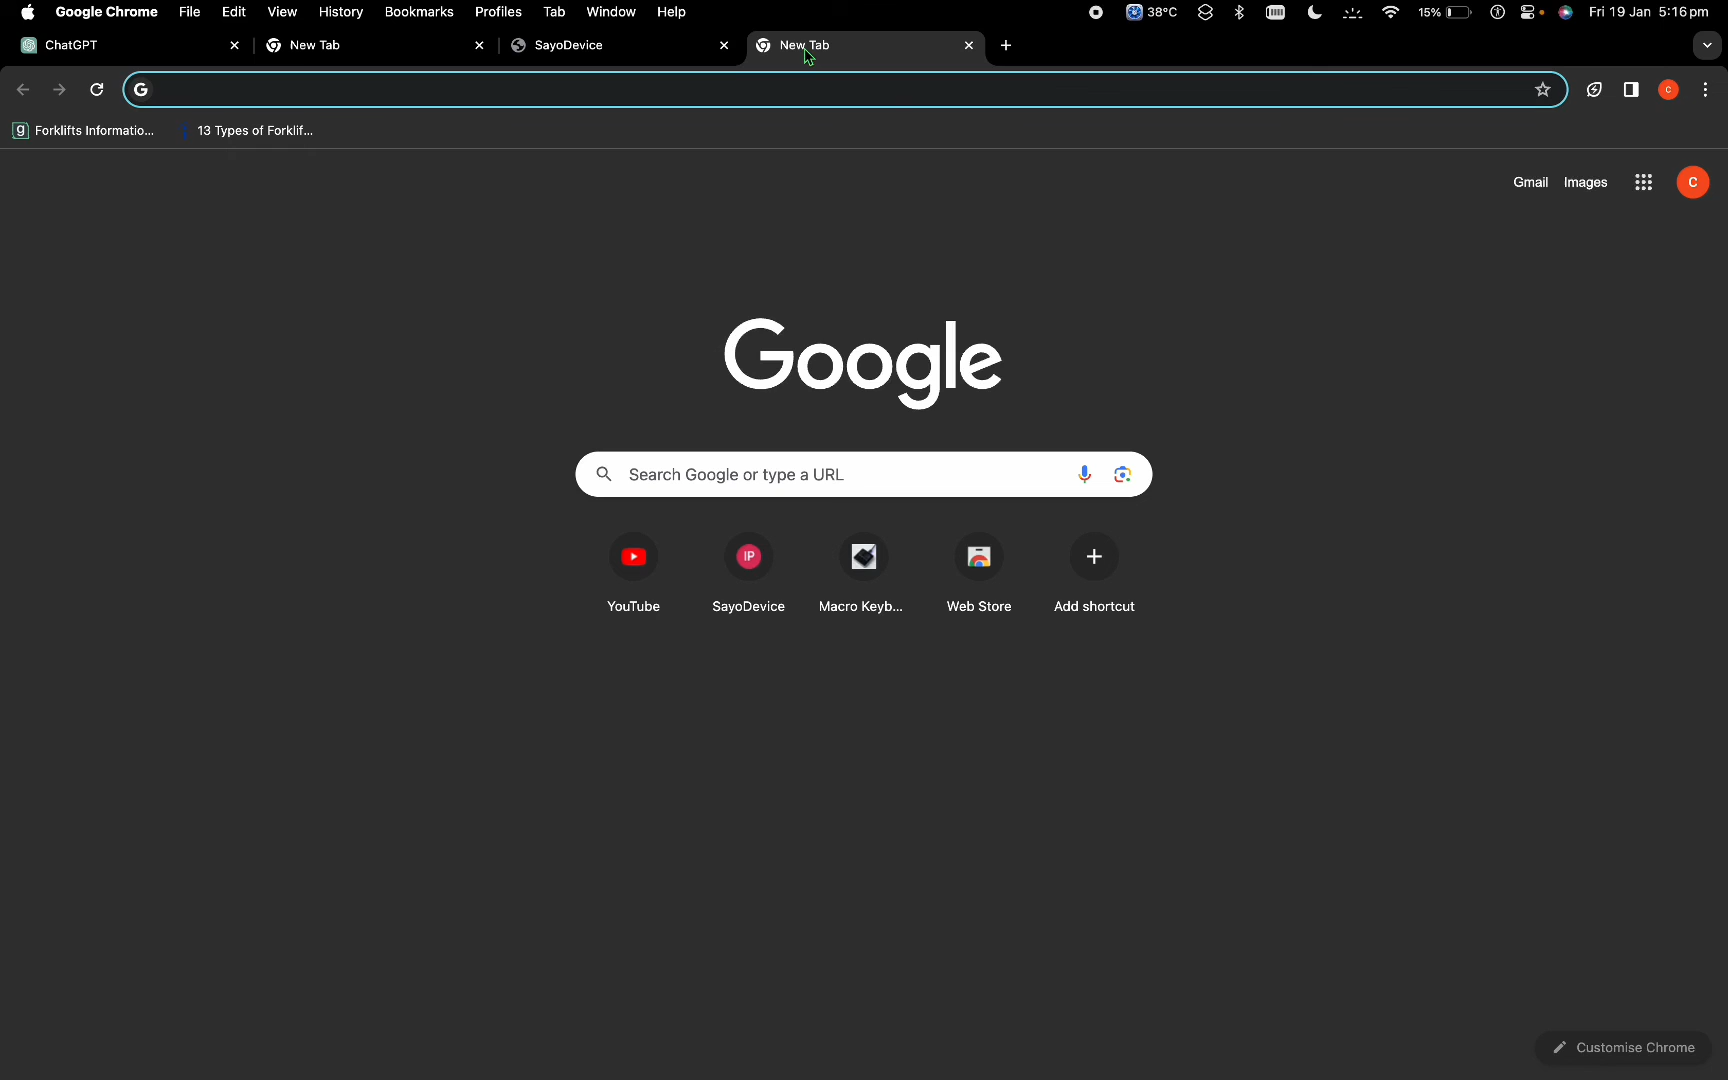 Google Chrome File Edit View History Bookmarks Profiles Tab Window Help 38°C 15% Fri 19 Jan 5:16 pm
ChatGPT New Tab SayoDevice New Tab
G
g Forklifts Informatio... 13 Types of Forklif...
Gmail Images C
Google
Search Google or type a URL
IP
YouTube SayoDevice Macro Keyb... Web Store Add shortcut
Customise Chrome